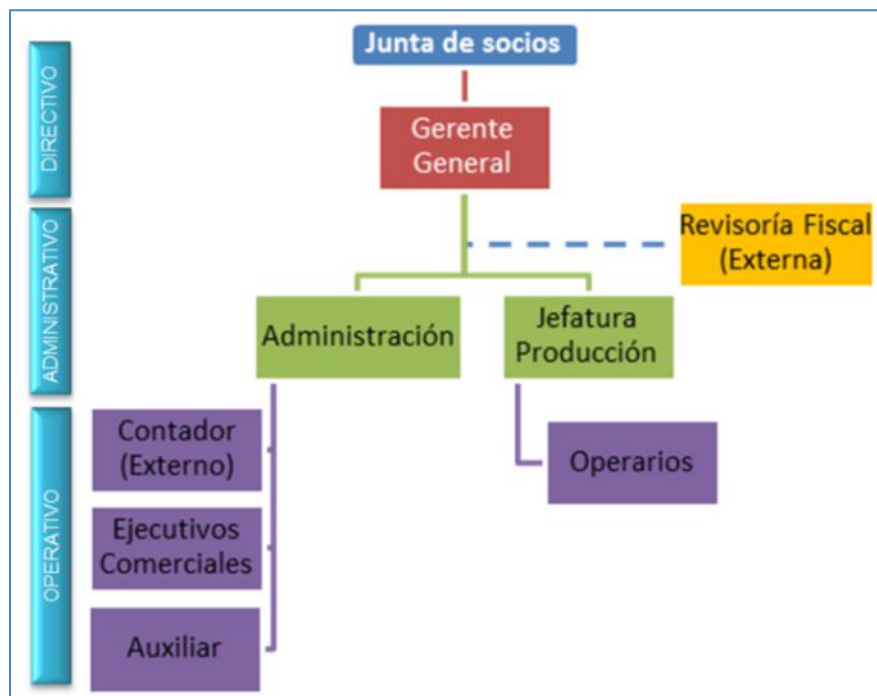 DIRECTIVO
Junta de socios
Gerente
General
ADMINISTRATIVO
Revisoría Fiscal
(Externa)
Administración
Jefatura
Producción
OPERATIVO
Contador
(Externo)
Ejecutivos
Comerciales
Auxiliar
Operarios